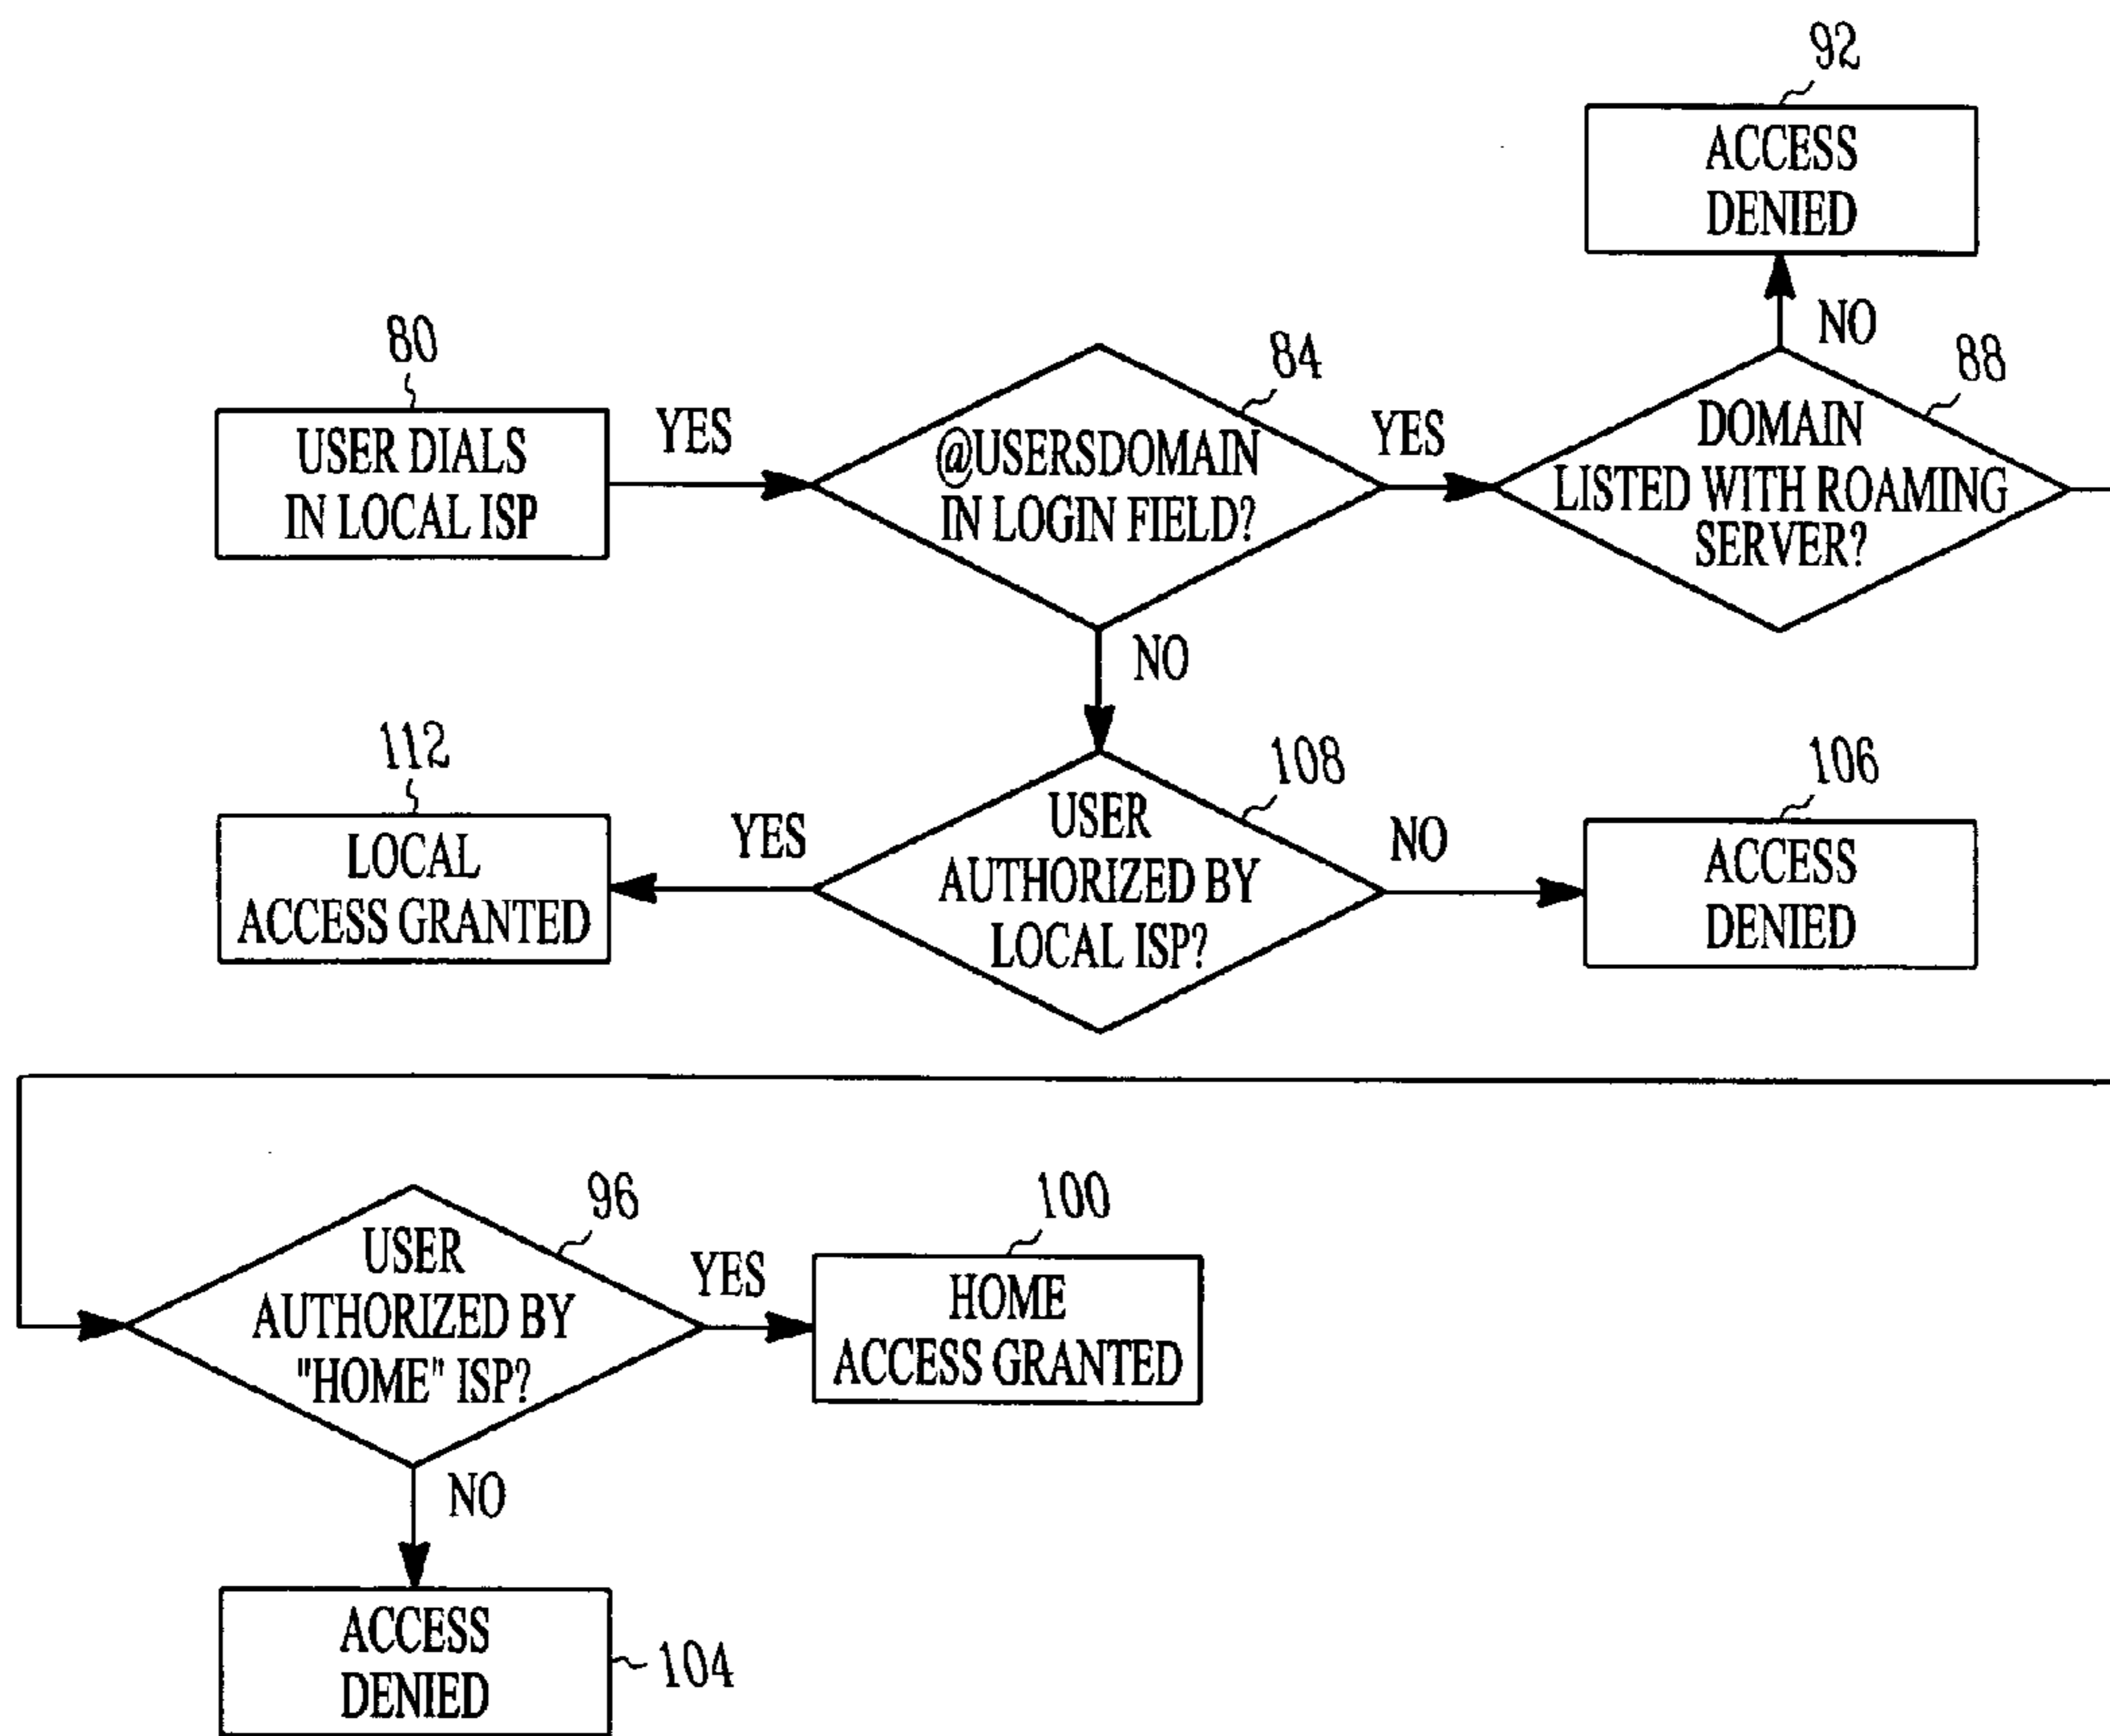 92
ACCESS
DENIED
NO
80
84
88
USER DIALS
IN LOCAL ISP
YES
@USERSDOMAIN
IN LOGIN FIELD?
YES
DOMAIN
LISTED WITH ROAMING
SERVER?
NO
112
108
106
LOCAL
ACCESS GRANTED
YES
USER
AUTHORIZED BY
LOCAL ISP?
NO
ACCESS
DENIED
96
100
USER
AUTHORIZED BY
"HOME" ISP?
YES
HOME
ACCESS GRANTED
NO
ACCESS
DENIED
104